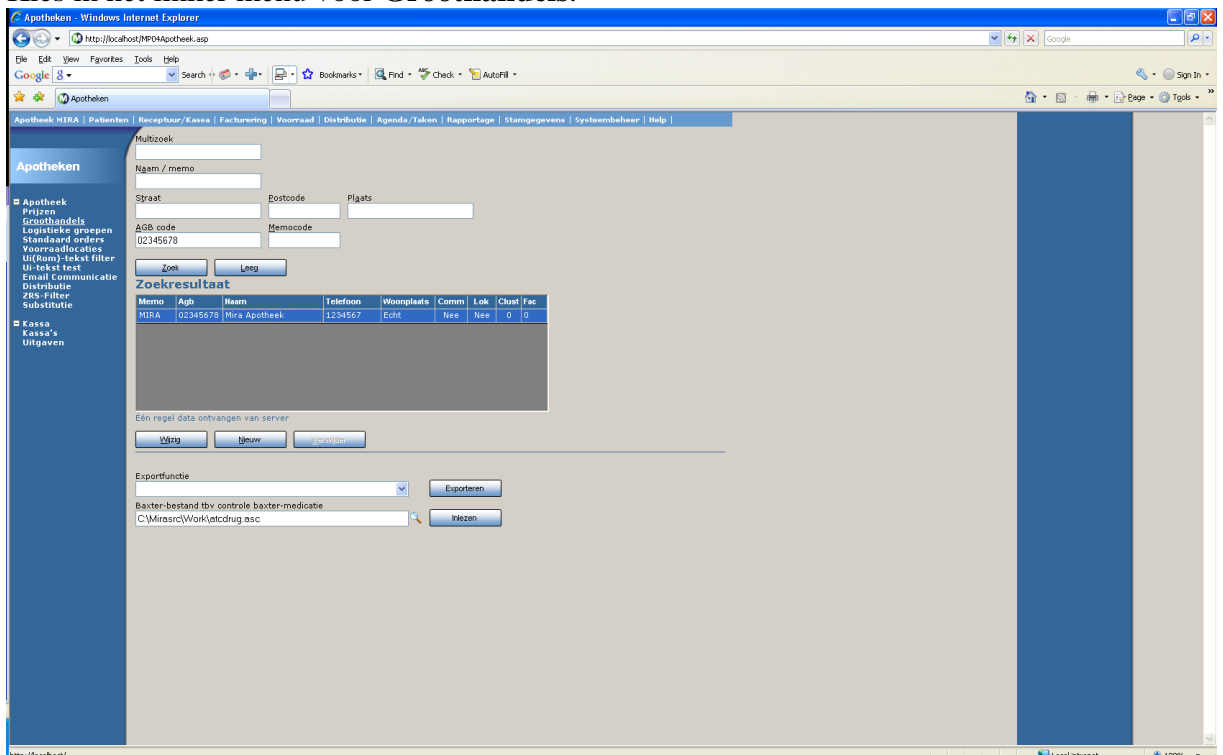 Kies in het linker menu voor Groothandels.
Apotheken - Windows Internet Explorer
http://localhost/MP04Apotheek.asp
Google
File Edit View Favorites Tools Help
Google Search Bookmarks Find Check AutoFill Sign In
Apotheken Page Tools
Apotheek MIRA | Patienten | Receptuur/Kassa | Facturering | Voorraad | Distributie | Agenda/Taken | Rapportage | Stamgegevens | Systeembeheer | Help |
Apotheken
Apotheek
Prijzen
Groothandels
Logistieke groepen
Standaard orders
Voorraadlocaties
Ui(Rom)-tekst filter
Ui-tekst test
Email Communicatie
Distributie
ZRS-Filter
Substitutie
Kassa
Kassa's
Uitgaven
Multizoek
Naam / memo
Straat Postcode Plaats
AGB code Memocode
02345678
Zoek Leeg
Zoekresultaat
Memo Agb Naam Telefoon Woonplaats Comm Lok Clust Fac
MIRA 02345678 Mira Apotheek 1234567 Echt Nee Nee 0 0
Één regel data ontvangen van server
Wijzig Nieuw Verwijder
Exportfunctie
Exporteren
Baxter-bestand tbv controle baxter-medicatie
C:\Mirasrc\Work\atcdrug.asc Inlezen